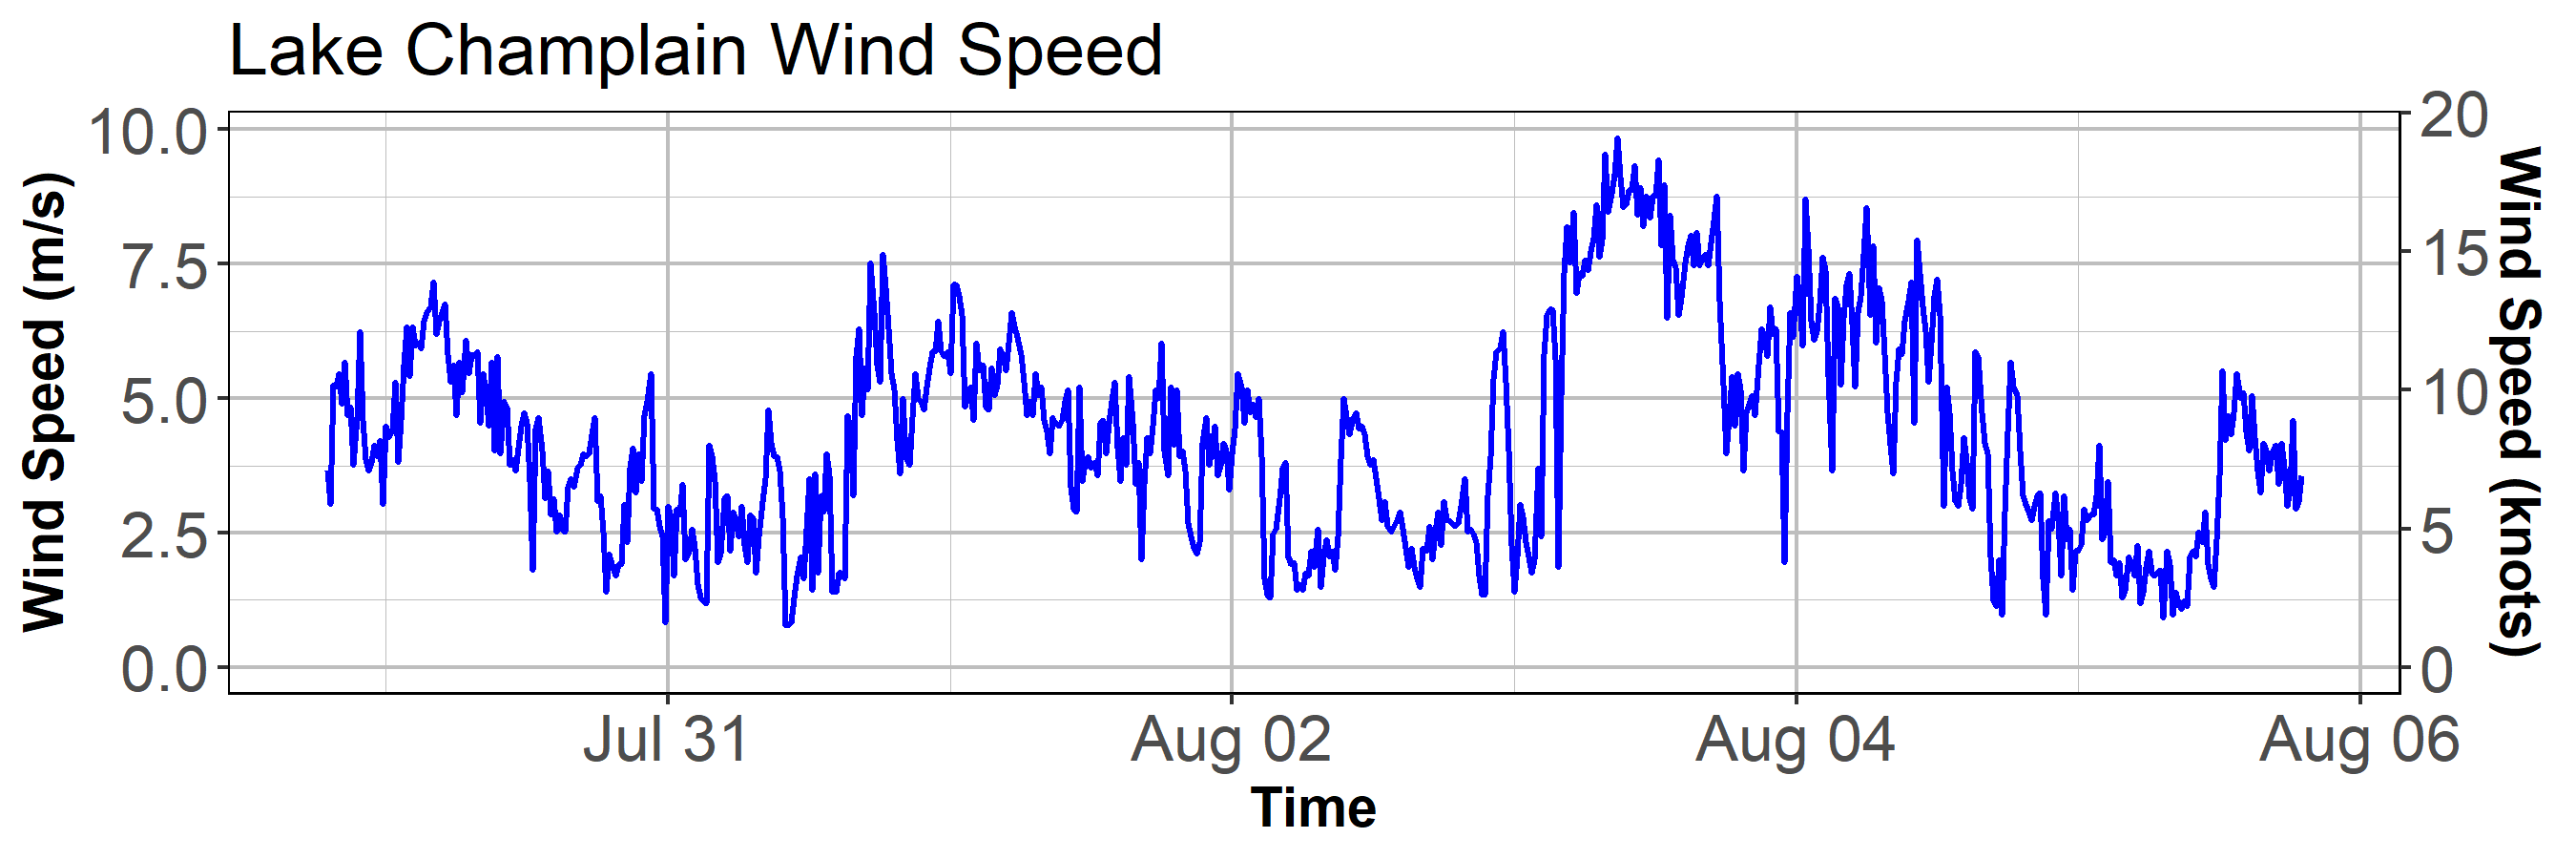 Lake Champlain Wind Speed
Wind Speed (m/s)
10.0
7.5
5.0
2.5
0.0
20
15
10
5
0
Wind Speed (knots)
Jul 31
Aug 02
Aug 04
Aug 06
Time